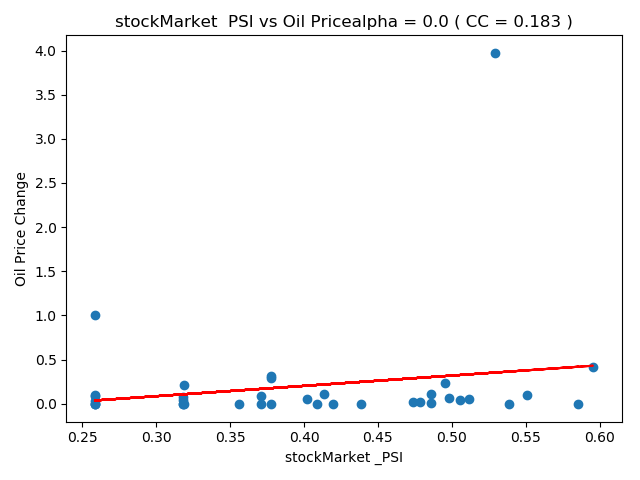 stockMarket  PSI vs Oil Pricealpha = 0.0 ( CC = 0.183 )
4.0
3.5
3.0
2.5
2.0
1.5
1.0
0.5
0.0
Oil Price Change
0.25 0.30 0.35 0.40 0.45 0.50 0.55 0.60
stockMarket _PSI